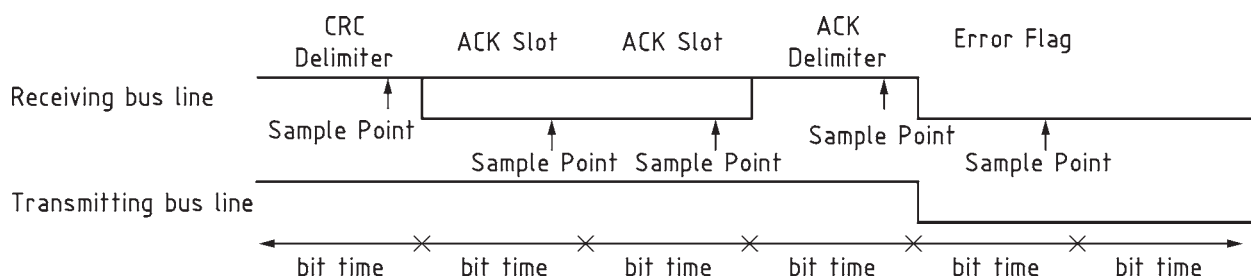 CRC
Delimiter
ACK Slot
ACK Slot
ACK
Delimiter
Error Flag
Receiving bus line
Sample Point
Sample Point
Sample Point
Sample Point
Sample Point
Transmitting bus line
bit time
bit time
bit time
bit time
bit time
bit time